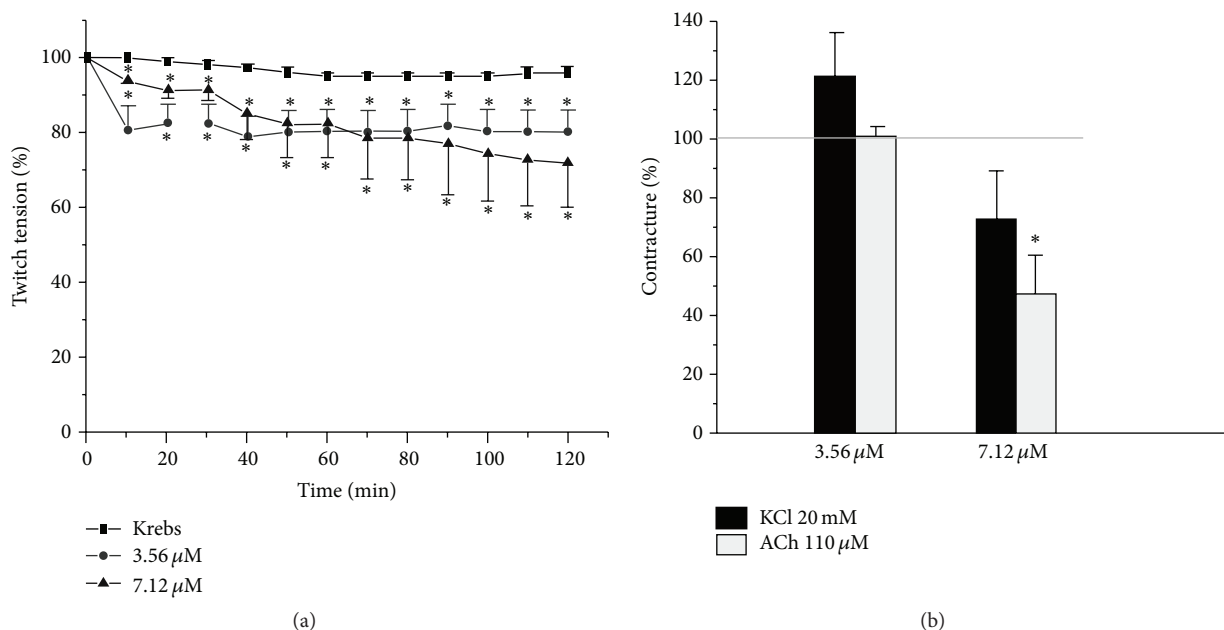 100
80
60
40
20
0
Twitch tension (%)
* * * * * * * * * * * *
* * * * * * * * * * * *
0 20 40 60 80 100 120
Time (min)
Krebs
3.56 μM
7.12 μM
(a)
140
120
100
80
60
40
20
0
Contracture (%)
*
3.56 μM 7.12 μM
KCl 20 mM
ACh 110 μM
(b)